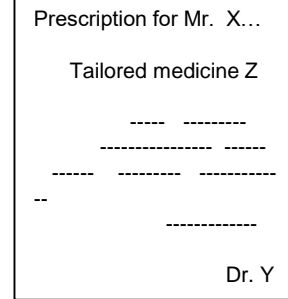 Prescription for Mr. X…
Tailored medicine Z
----- ---------
---------------- ------
------ --------- -----------
--
-------------
Dr. Y